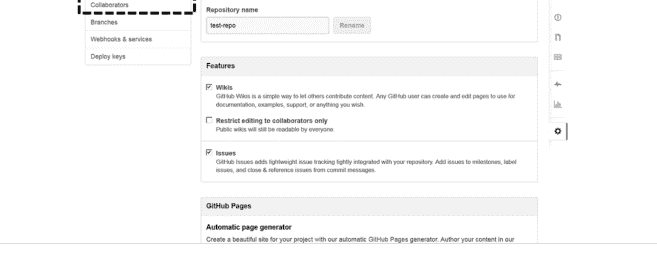 Collaborators
Branches
Webhooks & services
Deploy keys
Repository name
test-repo
Rename
Features
Wikis
GitHub Wikis is a simple way to let others contribute content. Any GitHub user can create and edit pages to use for
documentation, examples, support, or anything you wish.
Restrict editing to collaborators only
Public wikis will still be readable by everyone.
Issues
GitHub Issues adds lightweight issue tracking tightly integrated with your repository. Add issues to milestones, label
issues, and close & reference issues from commit messages.
GitHub Pages
Automatic page generator
Create a beautiful site for your project with our automatic GitHub Pages generator. Author your content in our